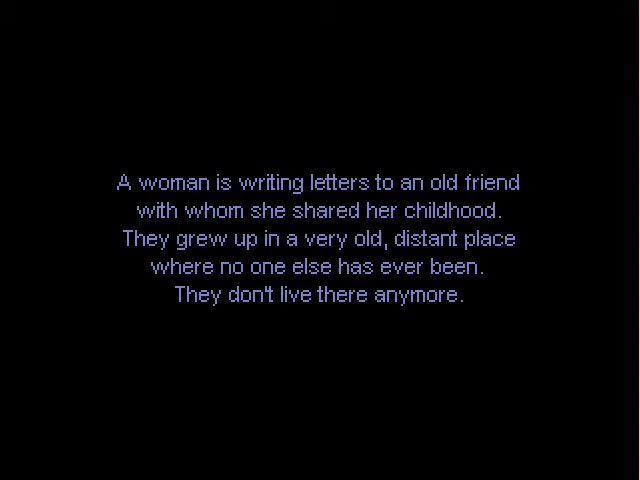 A woman is writing letters to an old friend
with whom she shared her childhood.
They grew up in a very old, distant place
where no one else has ever been.
They don't live there anymore.